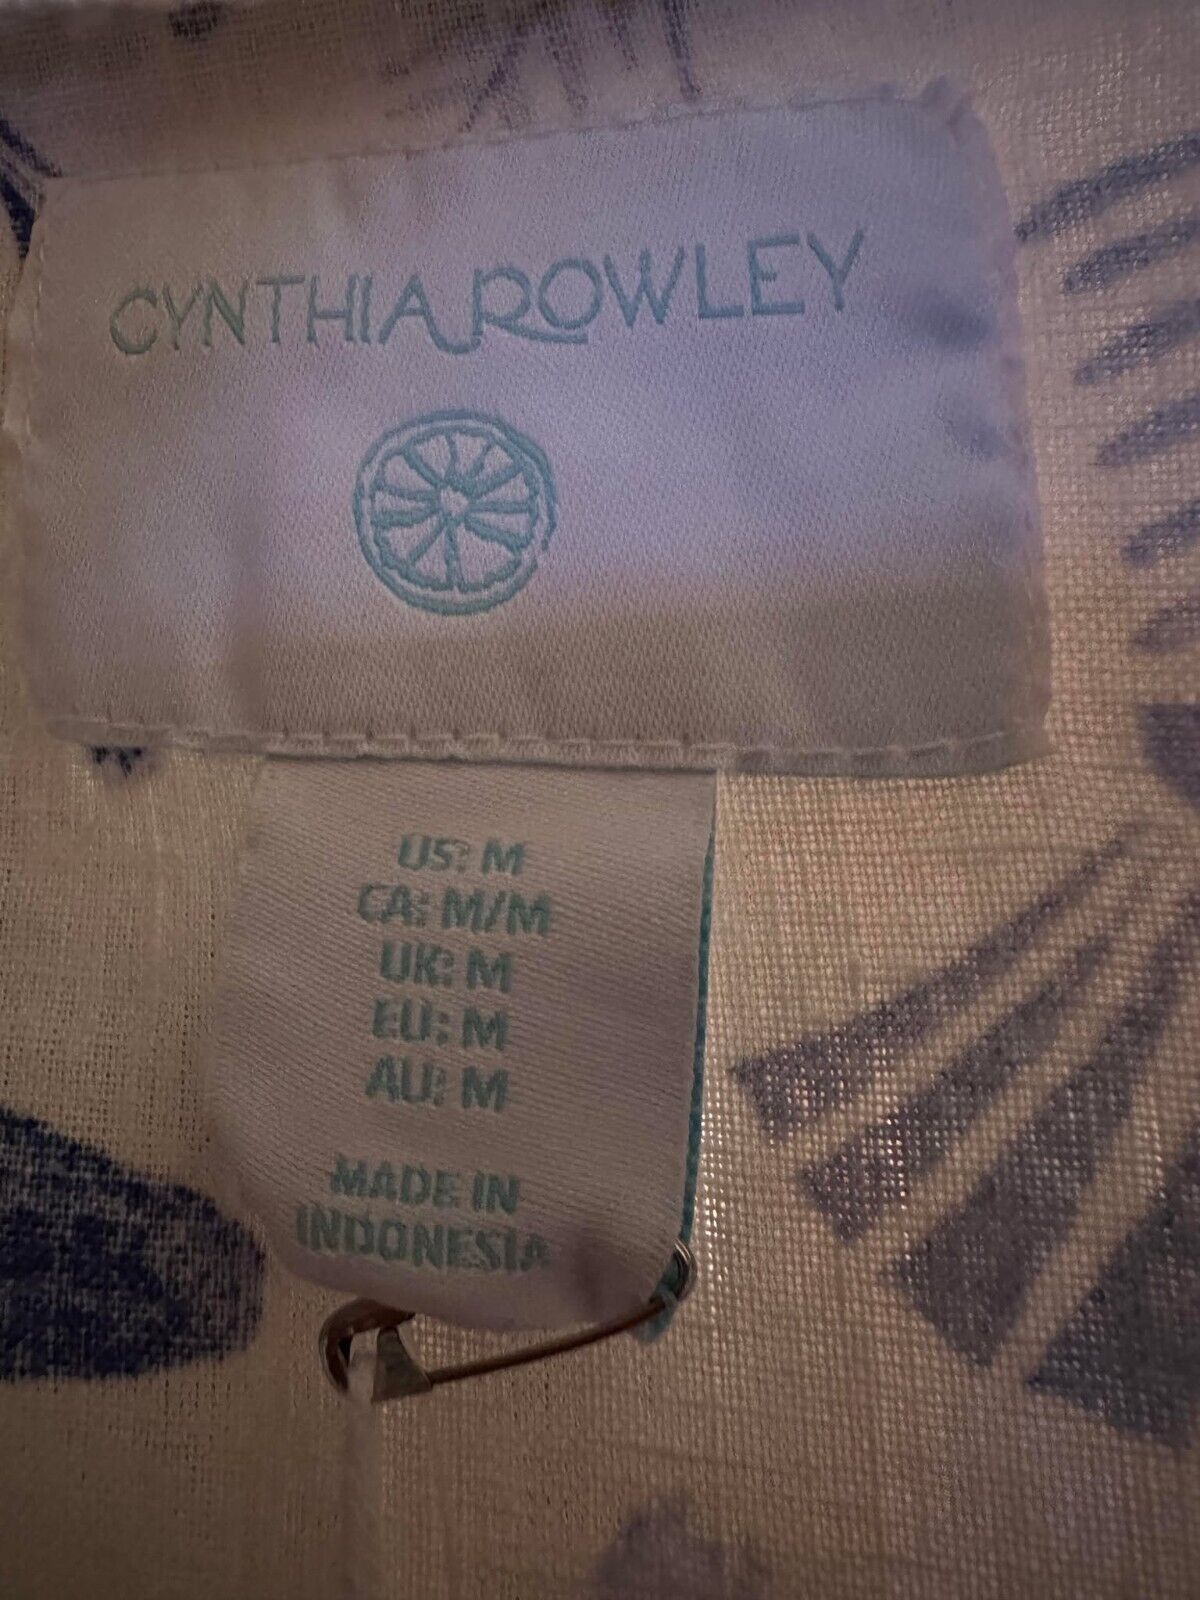 CYNTHIA ROWLEY
US: M
CA: M/M
UK: M
EU: M
AU: M
MADE IN
INDONESIA